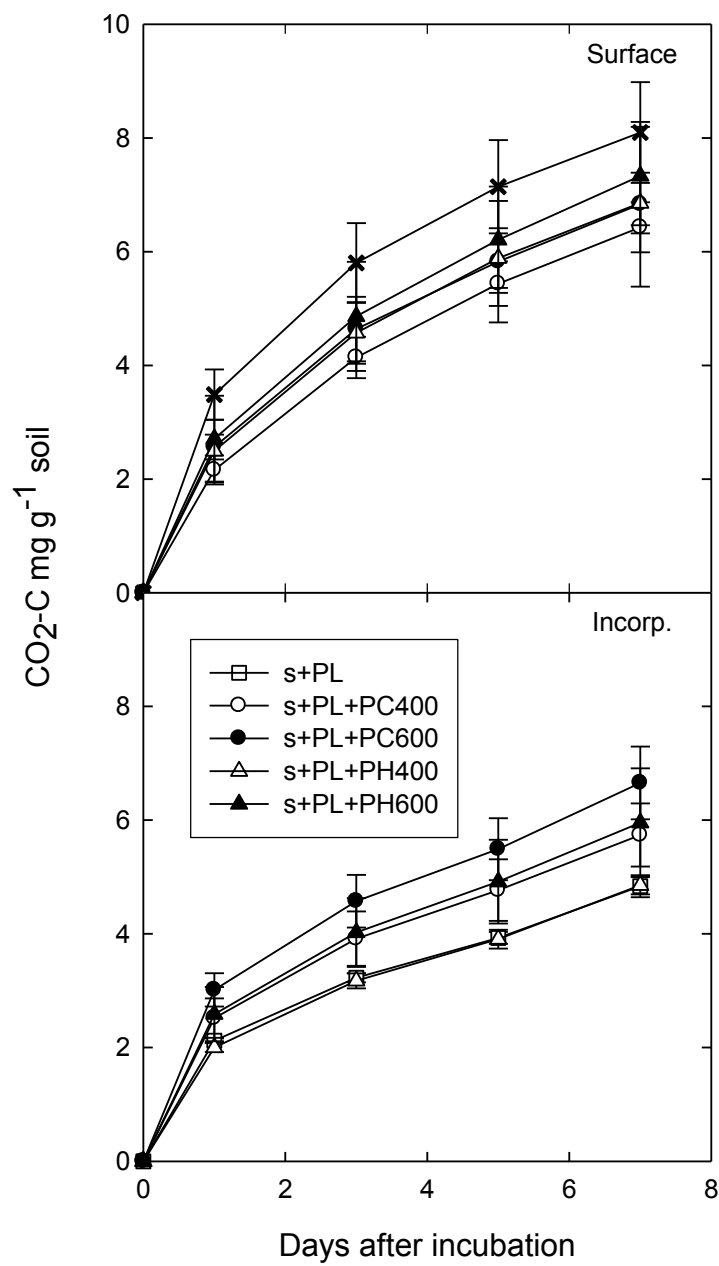 10
Surface
8
6
4
2
0
CO2-C mg g-1 soil
Incorp.
s+PL
s+PL+PC400
s+PL+PC600
s+PL+PH400
s+PL+PH600
8
6
4
2
0
0 2 4 6 8
Days after incubation